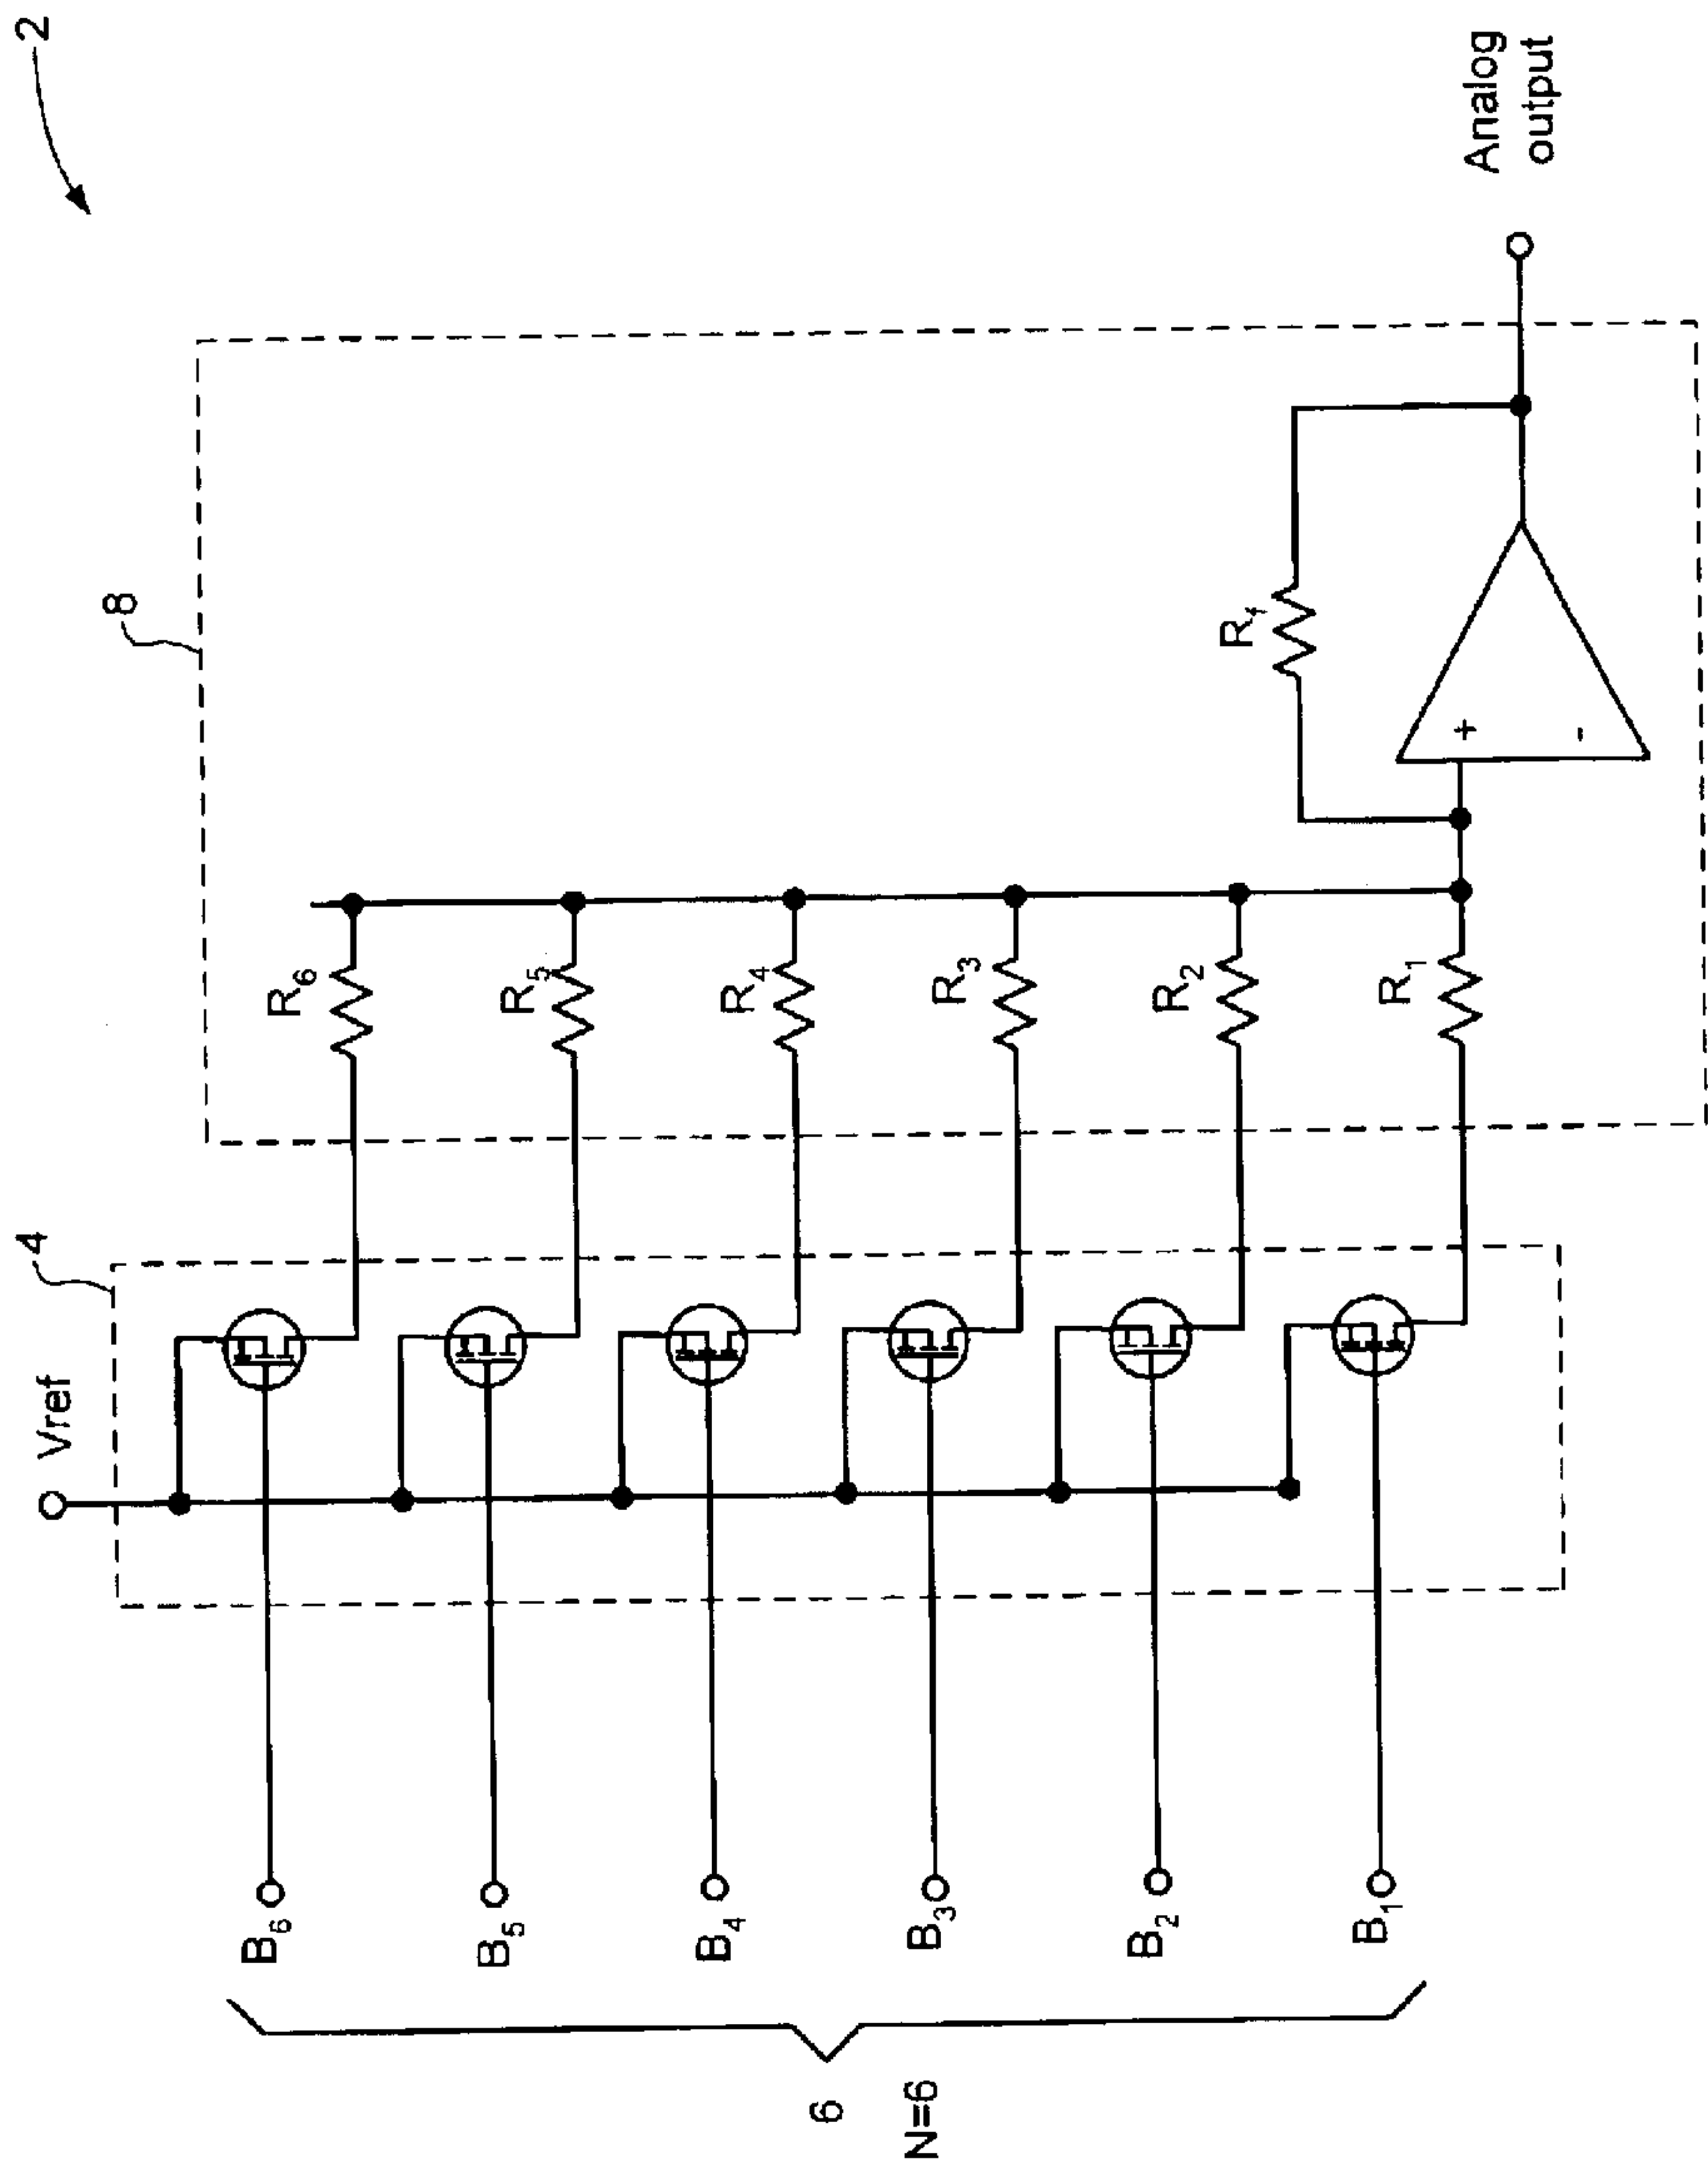 2
Vref
4
8
B6
R6
B5
R5
B4
R4
B3
R3
B2
R2
B1
R1
Rf
+
-
Analog
output
6
N=6